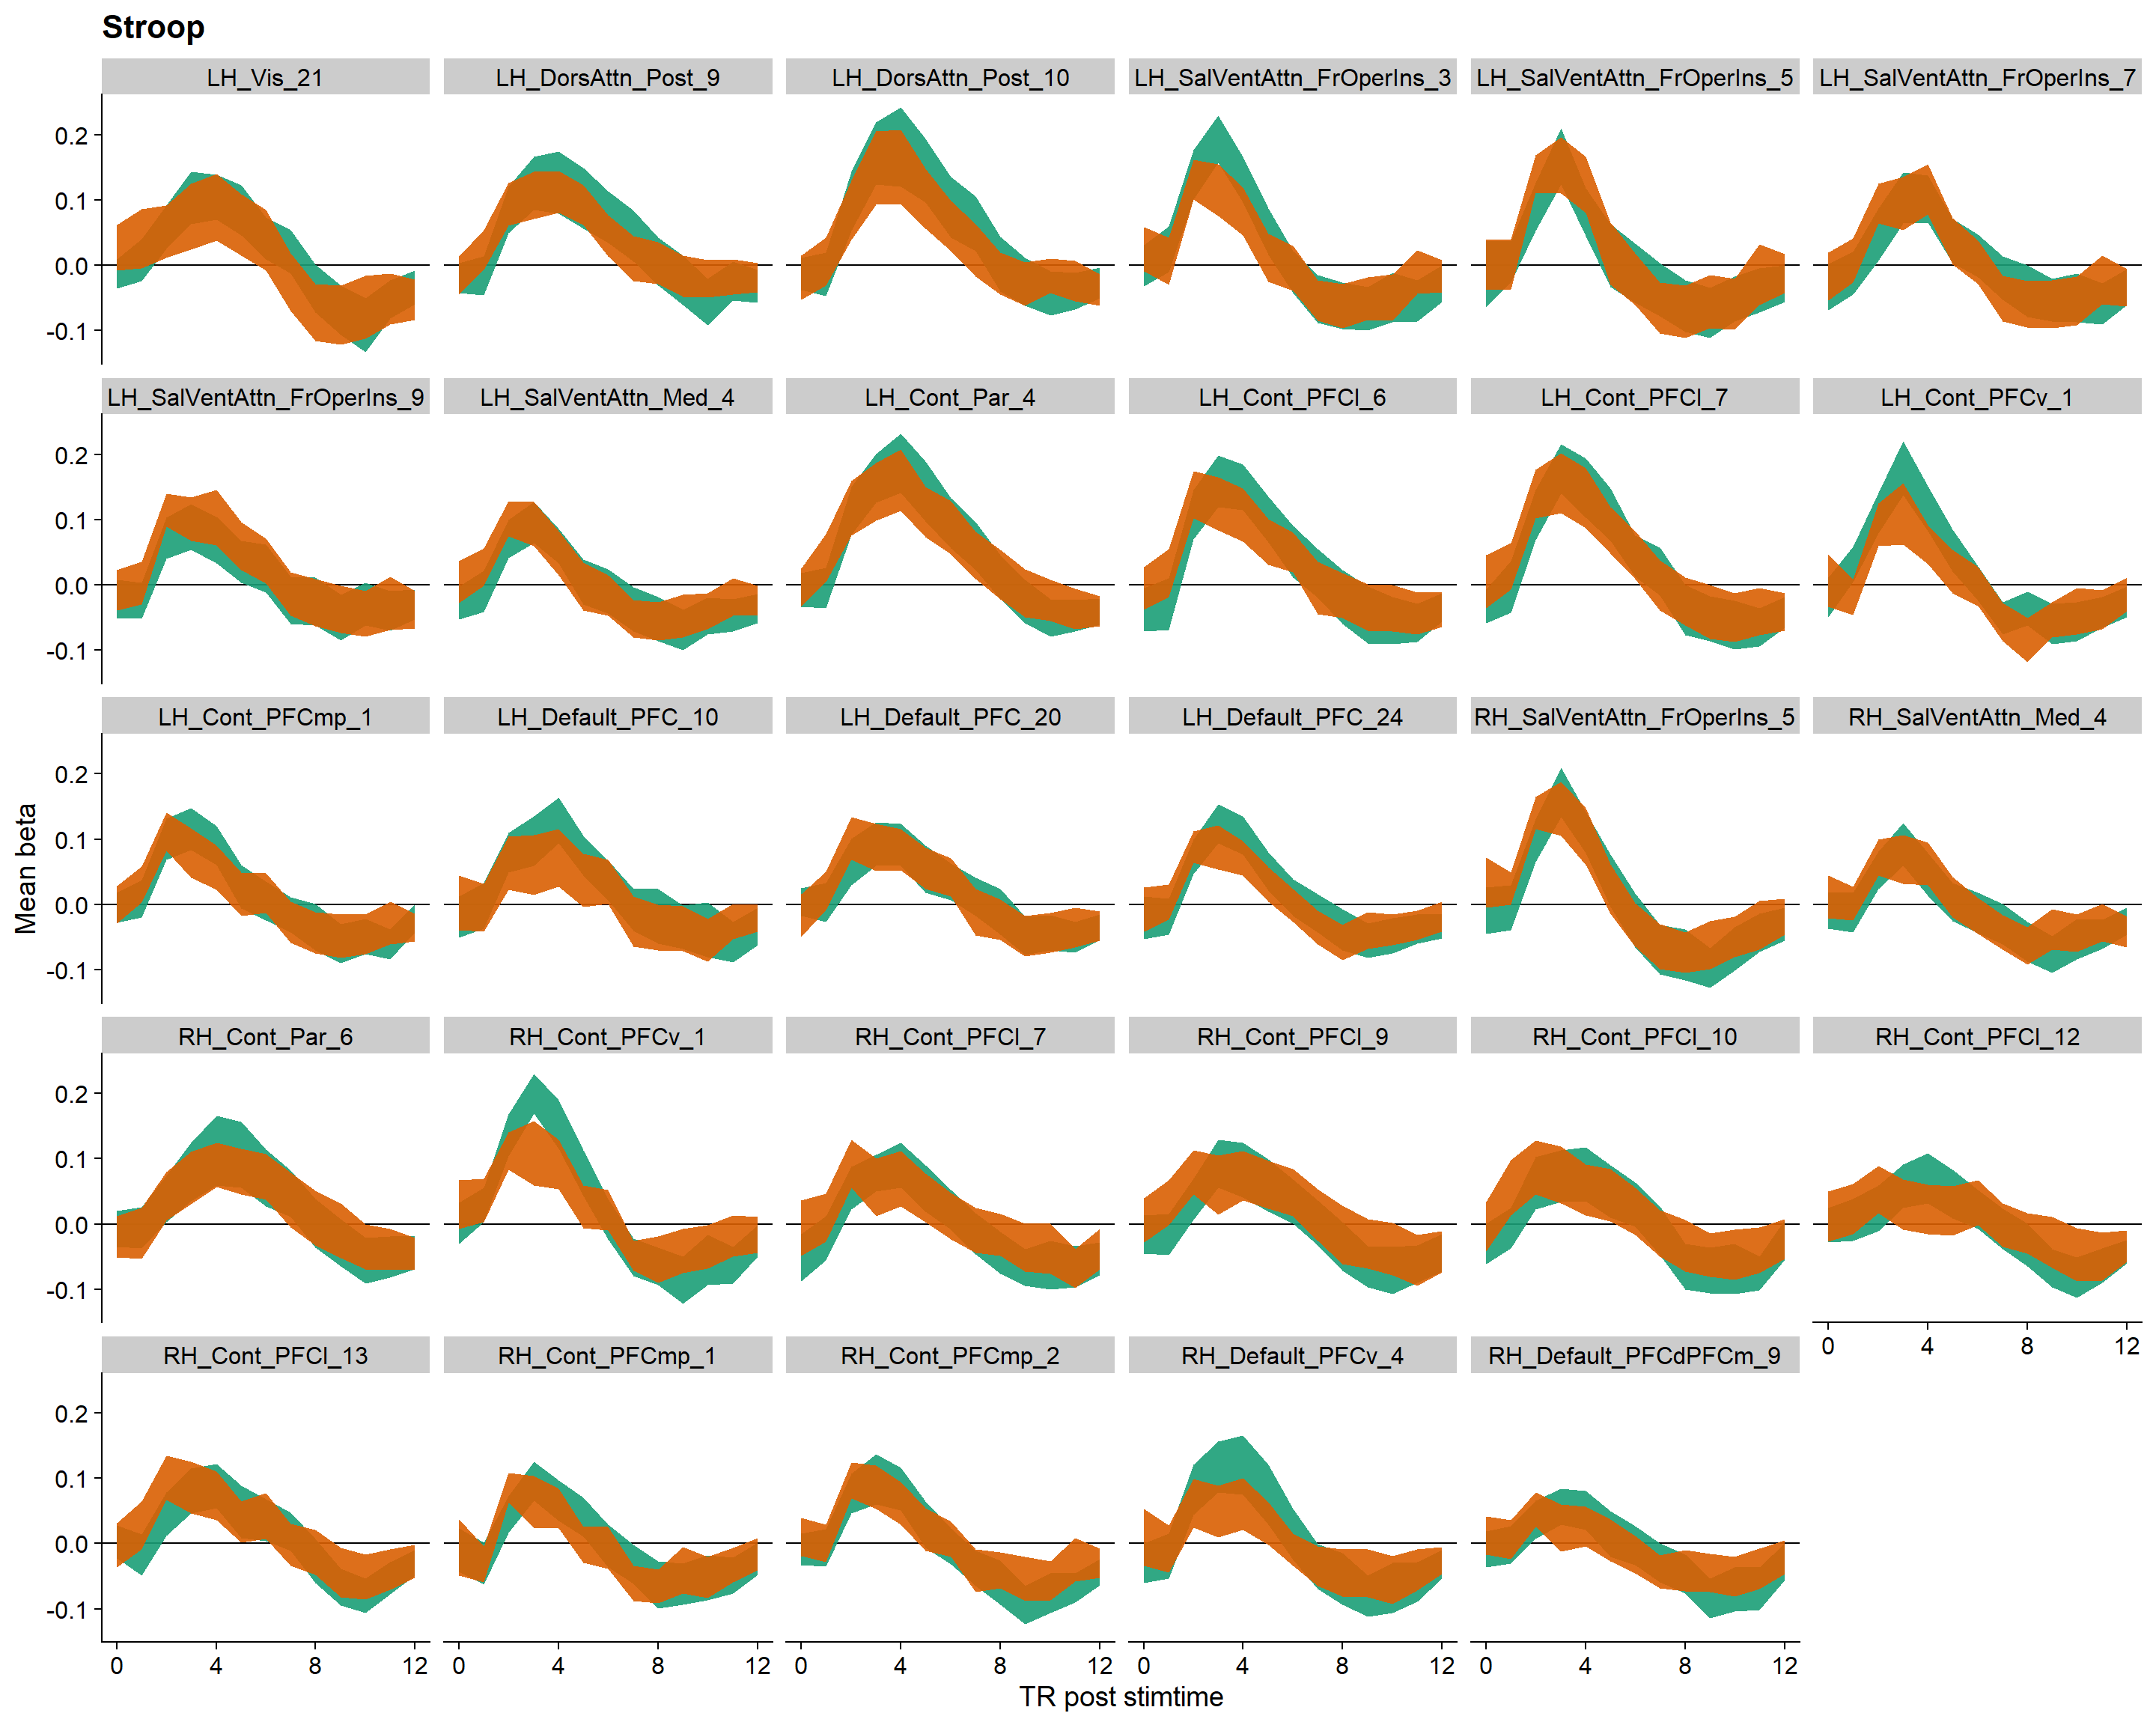 Stroop
LH_Vis_21 LH_DorsAttn_Post_9 LH_DorsAttn_Post_10 LH_SalVentAttn_FrOperIns_3 LH_SalVentAttn_FrOperIns_5 LH_SalVentAttn_FrOperIns_7
0.2
0.1
0.0
-0.1
LH_SalVentAttn_FrOperIns_9 LH_SalVentAttn_Med_4 LH_Cont_Par_4 LH_Cont_PFCl_6 LH_Cont_PFCl_7 LH_Cont_PFCv_1
0.2
0.1
0.0
-0.1
LH_Cont_PFCmp_1 LH_Default_PFC_10 LH_Default_PFC_20 LH_Default_PFC_24 RH_SalVentAttn_FrOperIns_5 RH_SalVentAttn_Med_4
0.2
0.1
0.0
-0.1
Mean beta
RH_Cont_Par_6 RH_Cont_PFCv_1 RH_Cont_PFCl_7 RH_Cont_PFCl_9 RH_Cont_PFCl_10 RH_Cont_PFCl_12
0.2
0.1
0.0
-0.1
0 4 8 12
RH_Cont_PFCl_13 RH_Cont_PFCmp_1 RH_Cont_PFCmp_2 RH_Default_PFCv_4 RH_Default_PFCdPFCm_9
0.2
0.1
0.0
-0.1
0 4 8 12 0 4 8 12 0 4 8 12 0 4 8 12 0 4 8 12
TR post stimtime